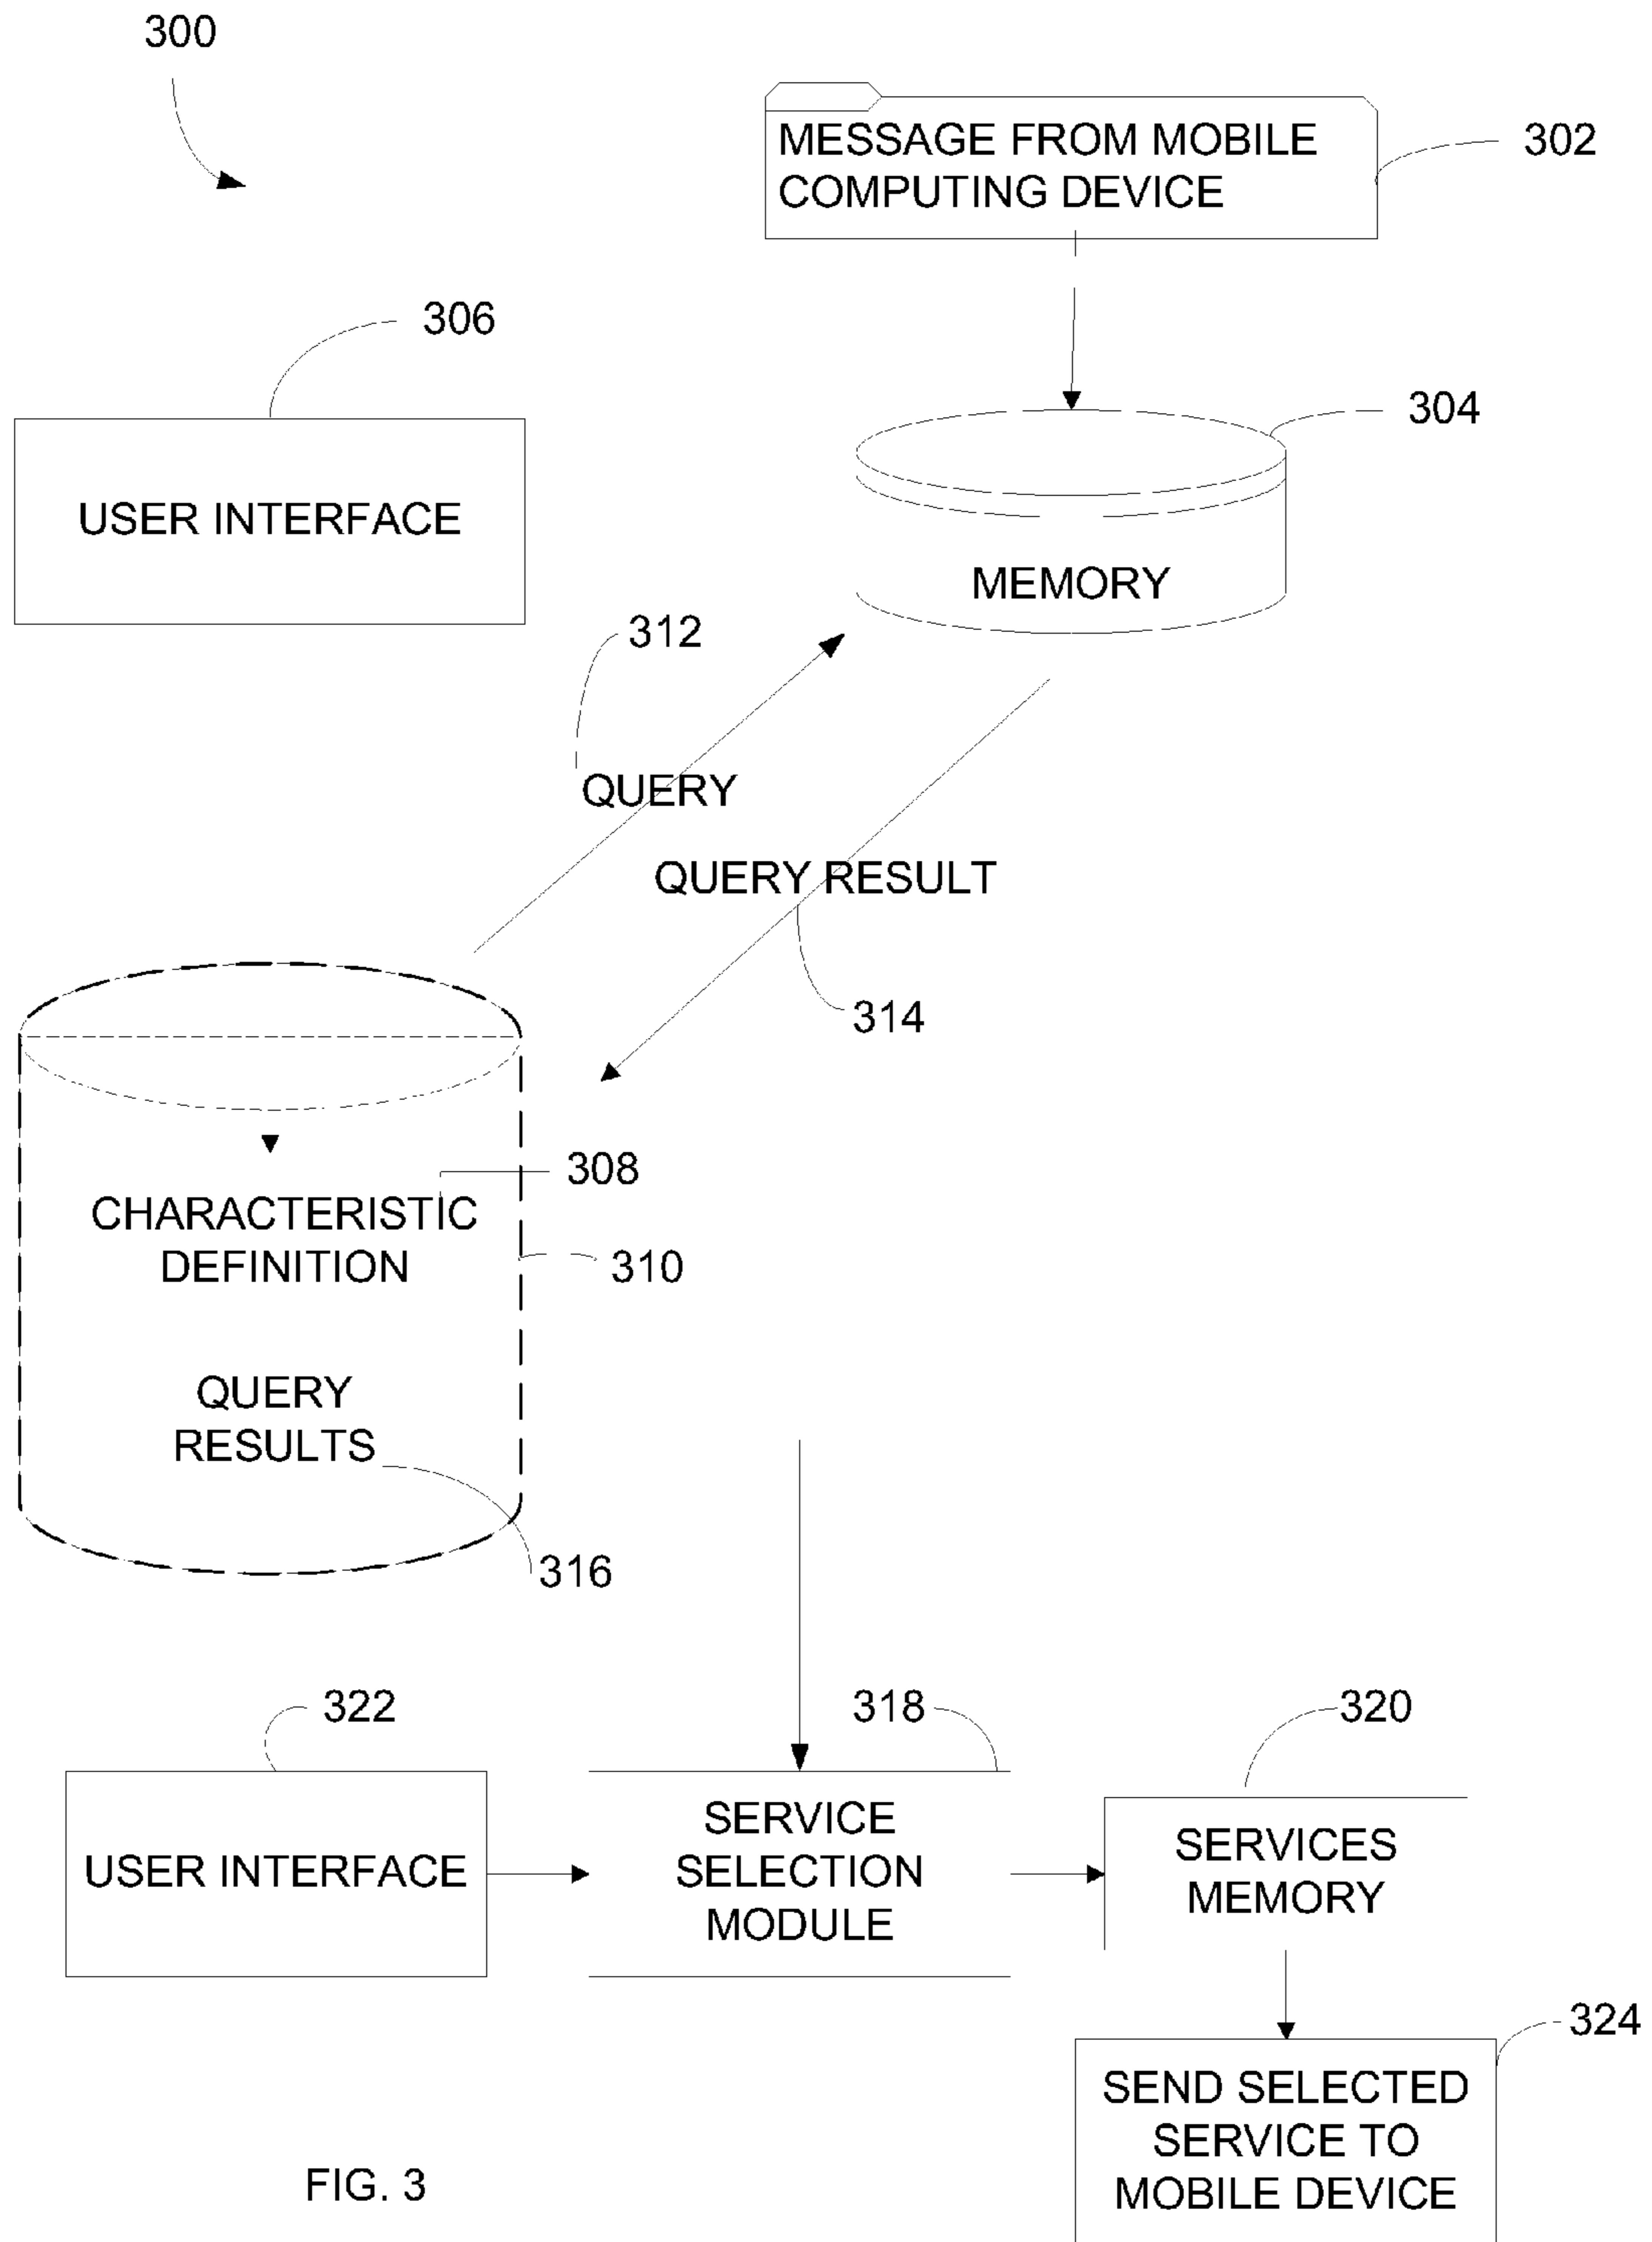 300
MESSAGE FROM MOBILE
COMPUTING DEVICE
302
306
304
USER INTERFACE
MEMORY
312
QUERY
QUERY RESULT
314
308
CHARACTERISTIC
DEFINITION
310
QUERY
RESULTS
316
322
318
320
USER INTERFACE
SERVICE
SELECTION
MODULE
SERVICES
MEMORY
324
SEND SELECTED
SERVICE TO
MOBILE DEVICE
FIG. 3